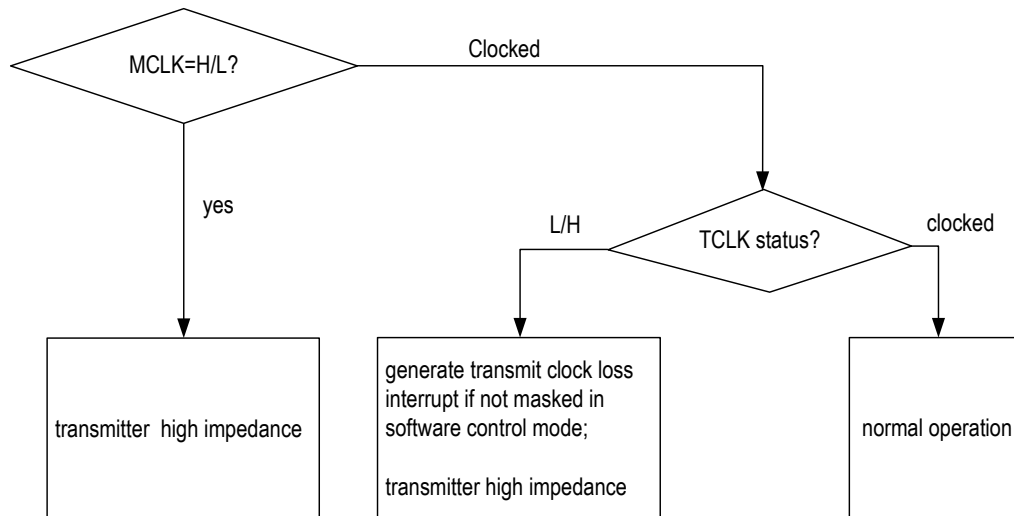 MCLK=H/L?
Clocked
yes
L/H
TCLK status?
clocked
transmitter high impedance
generate transmit clock loss
interrupt if not masked in
software control mode;
transmitter high impedance
normal operation